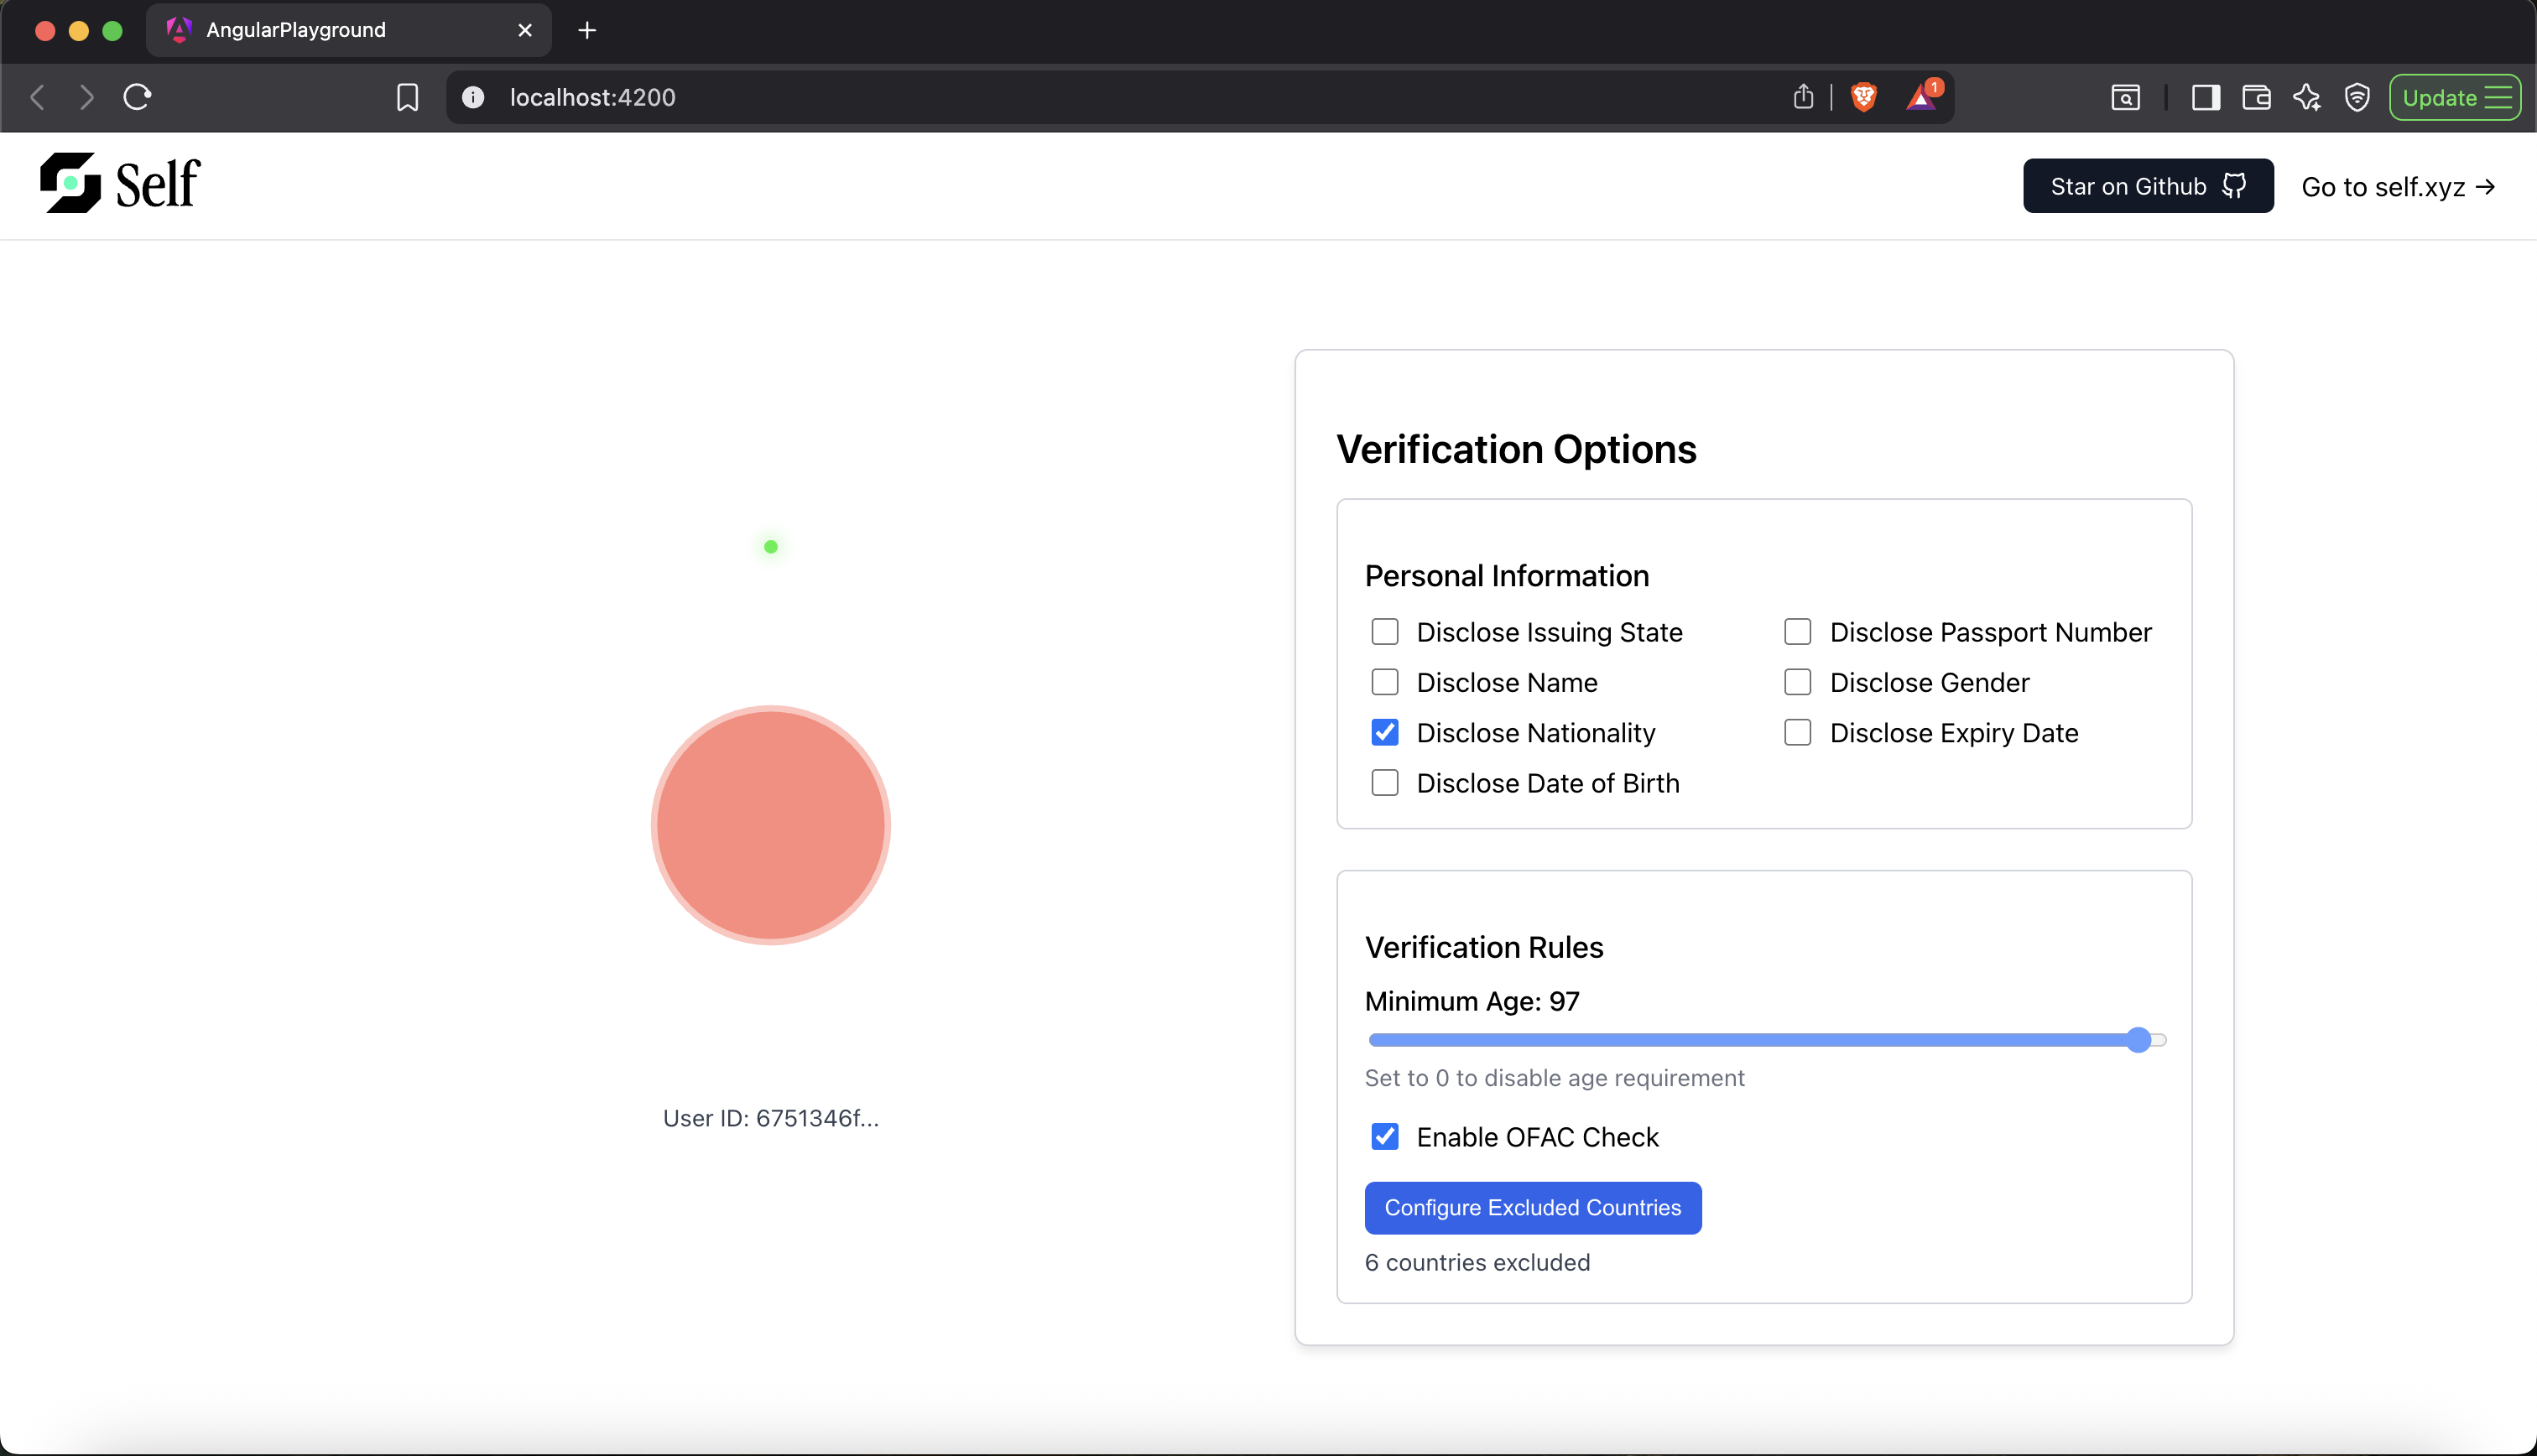 AngularPlayground
localhost:4200
1
Update
Self
Star on Github
Go to self.xyz →
Verification Options
Personal Information
Disclose Issuing State
Disclose Passport Number
Disclose Name
Disclose Gender
Disclose Nationality
Disclose Expiry Date
Disclose Date of Birth
Verification Rules
Minimum Age: 97
Set to 0 to disable age requirement
Enable OFAC Check
Configure Excluded Countries
6 countries excluded
User ID: 6751346f...